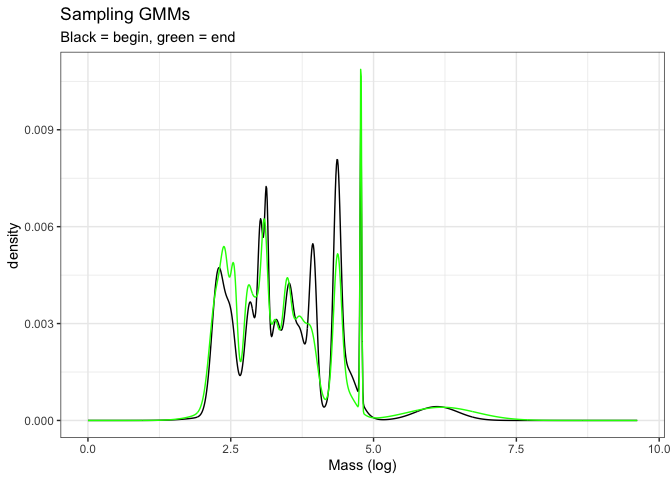 Sampling GMMs
Black = begin, green = end
density
0.009
0.006
0.003
0.000
0.0 2.5 5.0 7.5 10.0
Mass (log)